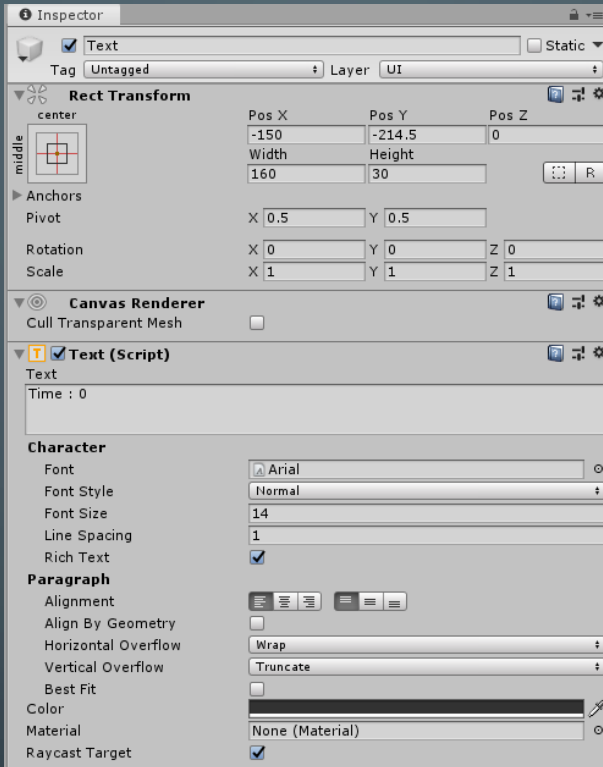 Inspector
Text Static
Tag Untagged Layer UI
Rect Transform
center Pos X Pos Y Pos Z
middle -150 -214.5 0
Width Height
160 30 R
Anchors
Pivot X 0.5 Y 0.5
Rotation X 0 Y 0 Z 0
Scale X 1 Y 1 Z 1
Canvas Renderer
Cull Transparent Mesh
T Text (Script)
Text
Time : 0
Character
Font Arial
Font Style Normal
Font Size 14
Line Spacing 1
Rich Text
Paragraph
Alignment
Align By Geometry
Horizontal Overflow Wrap
Vertical Overflow Truncate
Best Fit
Color
Material None (Material)
Raycast Target